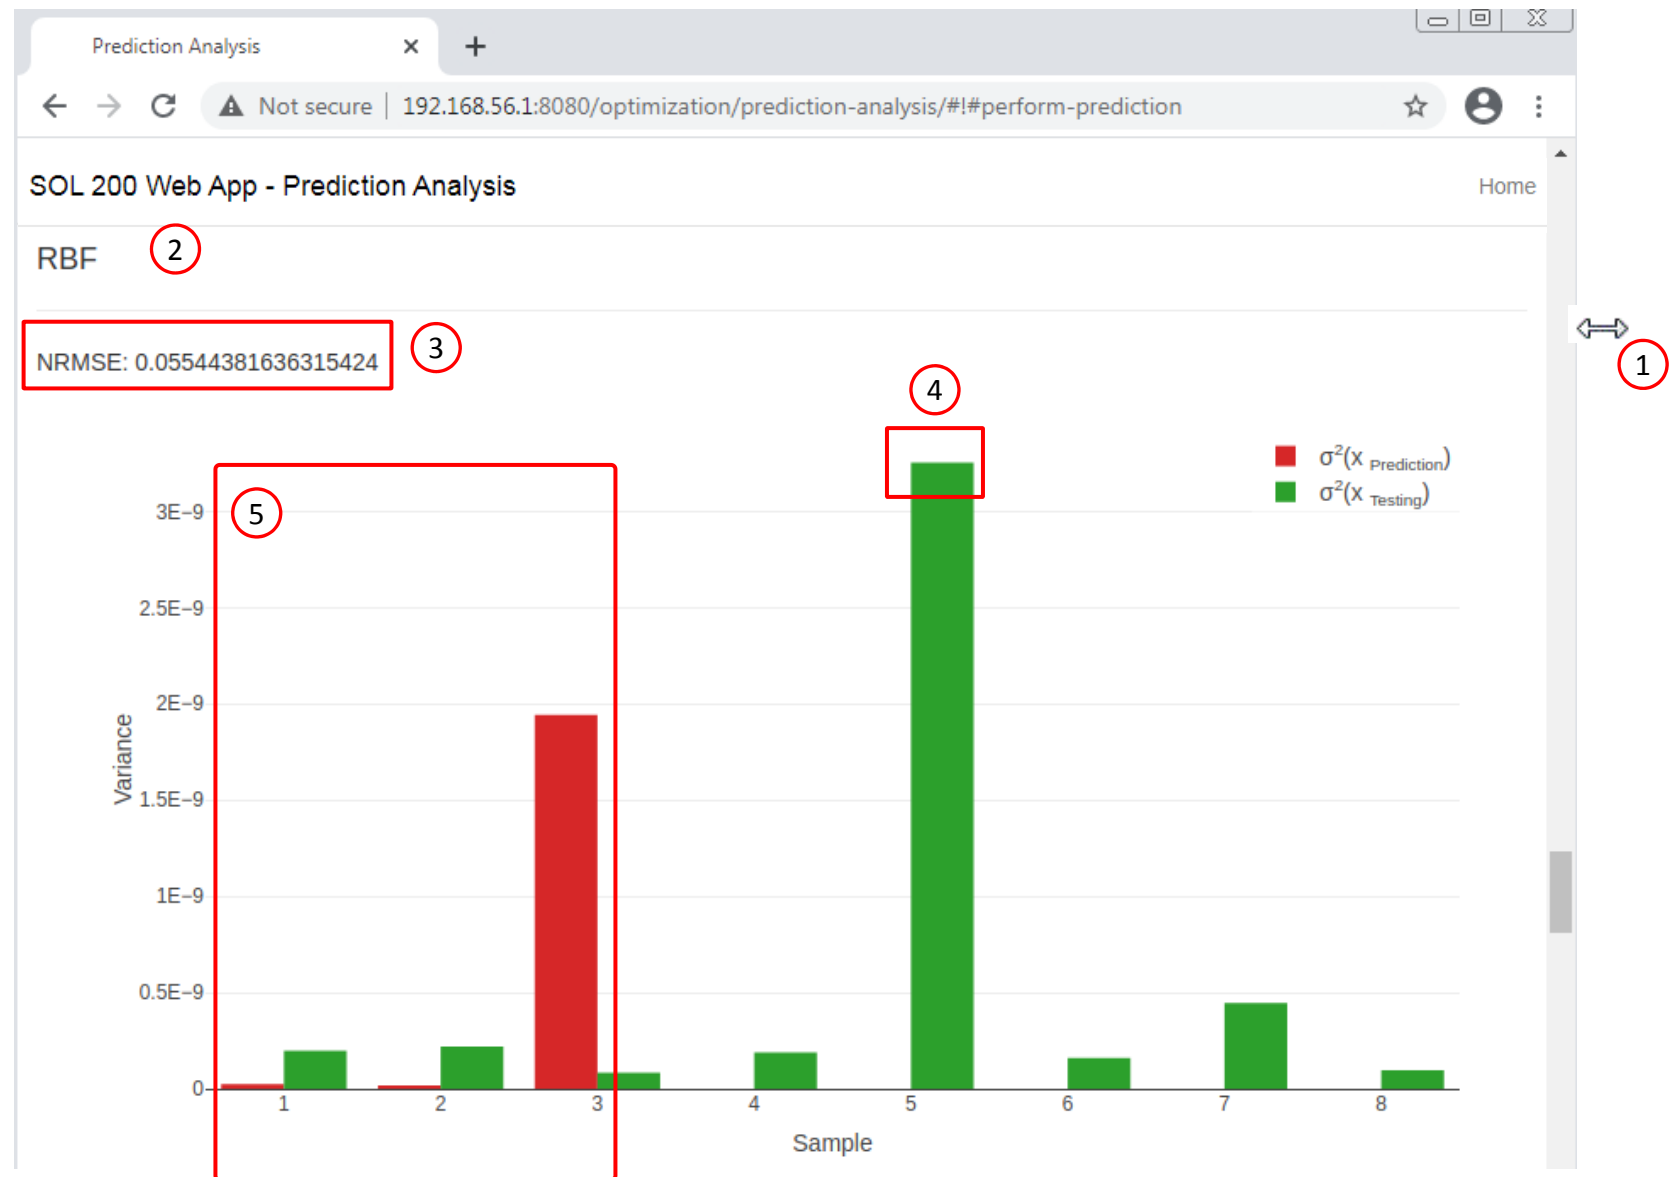 Prediction Analysis
Not secure | 192.168.56.1:8080/optimization/prediction-analysis/#!#perform-prediction
SOL 200 Web App - Prediction Analysis
Home
RBF
2
1
NRMSE: 0.05544381636315424
3
4
σ²(x Prediction)
σ²(x Testing)
5
3E−9
2.5E−9
2E−9
1.5E−9
1E−9
0.5E−9
0
Variance
1 2 3 4 5 6 7 8
Sample